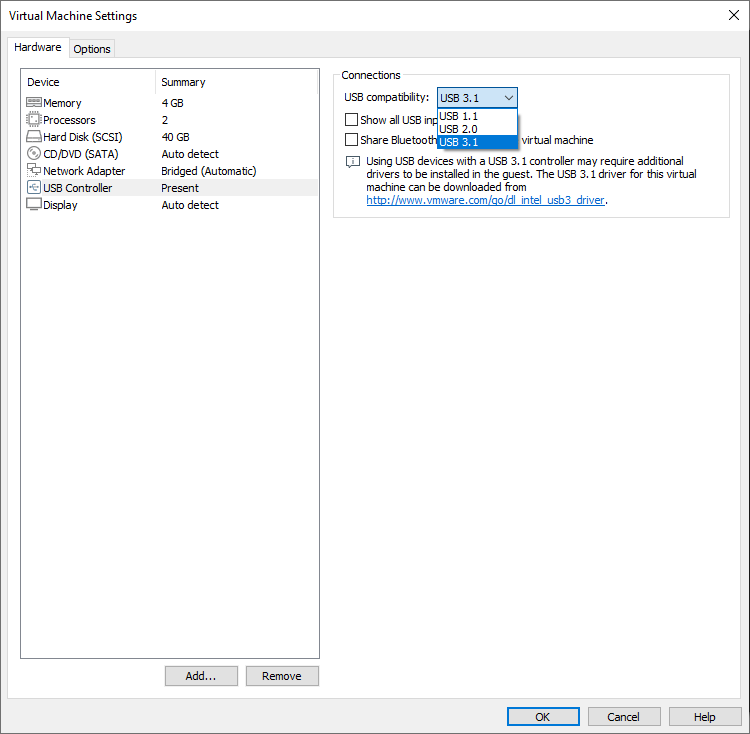 Virtual Machine Settings
Hardware Options
Device Summary
Memory 4 GB
Processors 2
Hard Disk (SCSI) 40 GB
CD/DVD (SATA) Auto detect
Network Adapter Bridged (Automatic)
USB Controller Present
Display Auto detect
Add... Remove
Connections
USB compatibility: USB 3.1
USB 1.1
USB 2.0
USB 3.1
Show all USB inp
Share Bluetooth virtual machine
Using USB devices with a USB 3.1 controller may require additional
drivers to be installed in the guest. The USB 3.1 driver for this virtual
machine can be downloaded from
http://www.vmware.com/go/dl_intel_usb3_driver.
OK Cancel Help